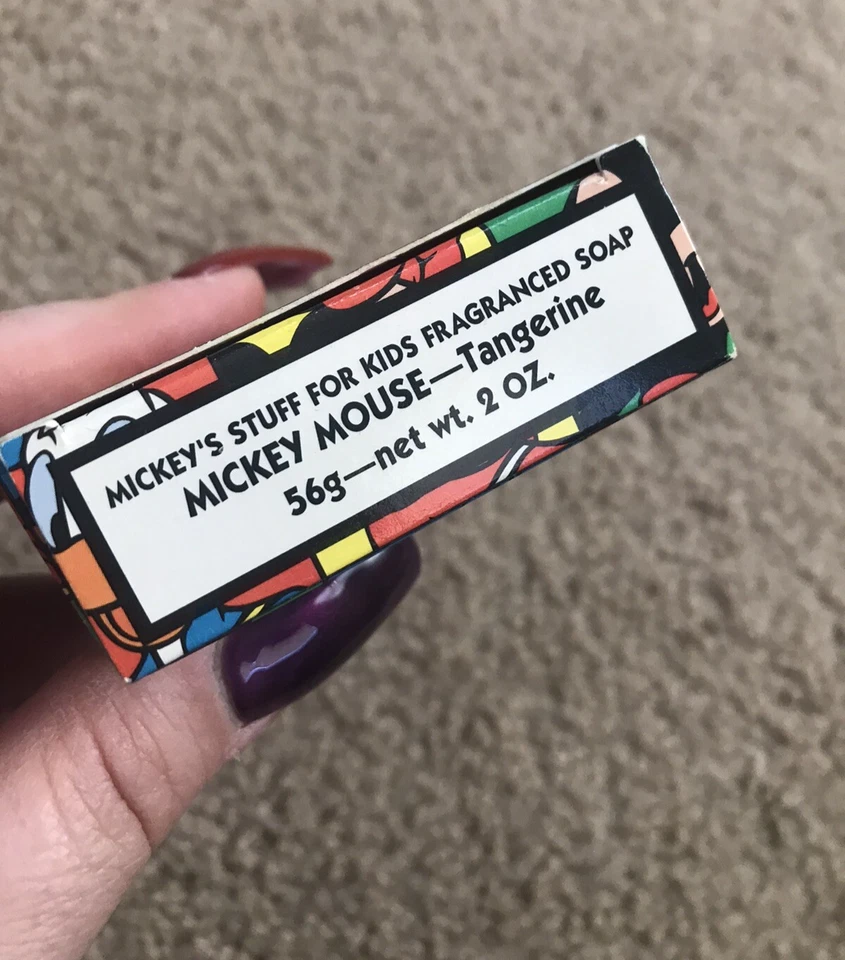 MICKEY'S STUFF FOR KIDS FRAGRANCED SOAP
MICKEY MOUSE—Tangerine
56g—net wt. 2 OZ.